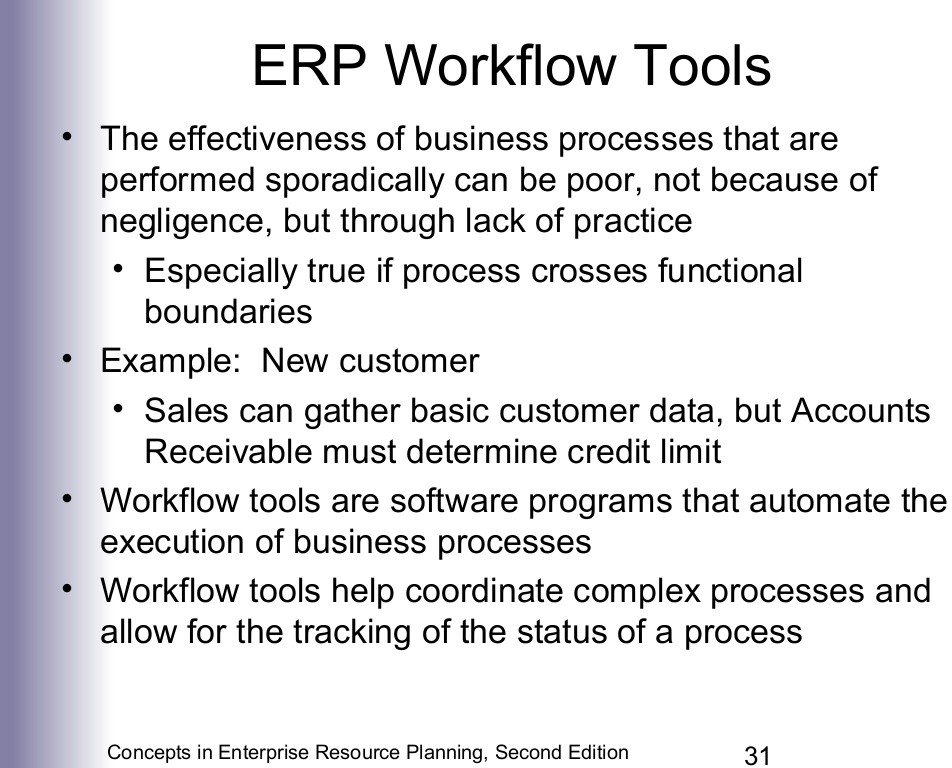 ERP Workflow Tools
• The effectiveness of business processes that are
performed sporadically can be poor, not because of
negligence, but through lack of practice
• Especially true if process crosses functional
boundaries
• Example:  New customer
• Sales can gather basic customer data, but Accounts
Receivable must determine credit limit
• Workflow tools are software programs that automate the
execution of business processes
• Workflow tools help coordinate complex processes and
allow for the tracking of the status of a process
Concepts in Enterprise Resource Planning, Second Edition 31